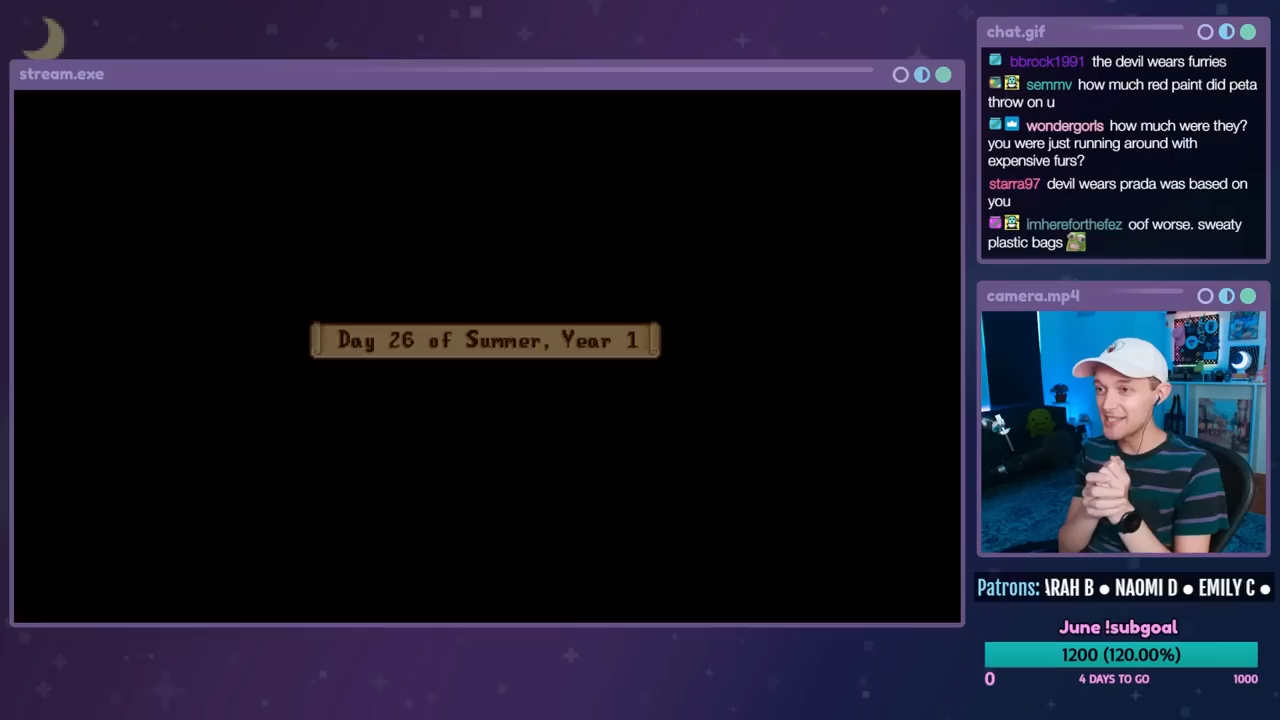 stream.exe
Day 26 of Summer, Year 1
chat.gif
bbrock1991 the devil wears furries
semmv how much red paint did peta
throw on u
wondergorls how much were they?
you were just running around with
expensive furs?
starra97 devil wears prada was based on
you
imhereforthefez oof worse. sweaty
plastic bags
camera.mp4
Patrons: ARAH B ● NAOMI D ● EMILY C ●
June !subgoal
1200 (120.00%)
0 4 DAYS TO GO 1000